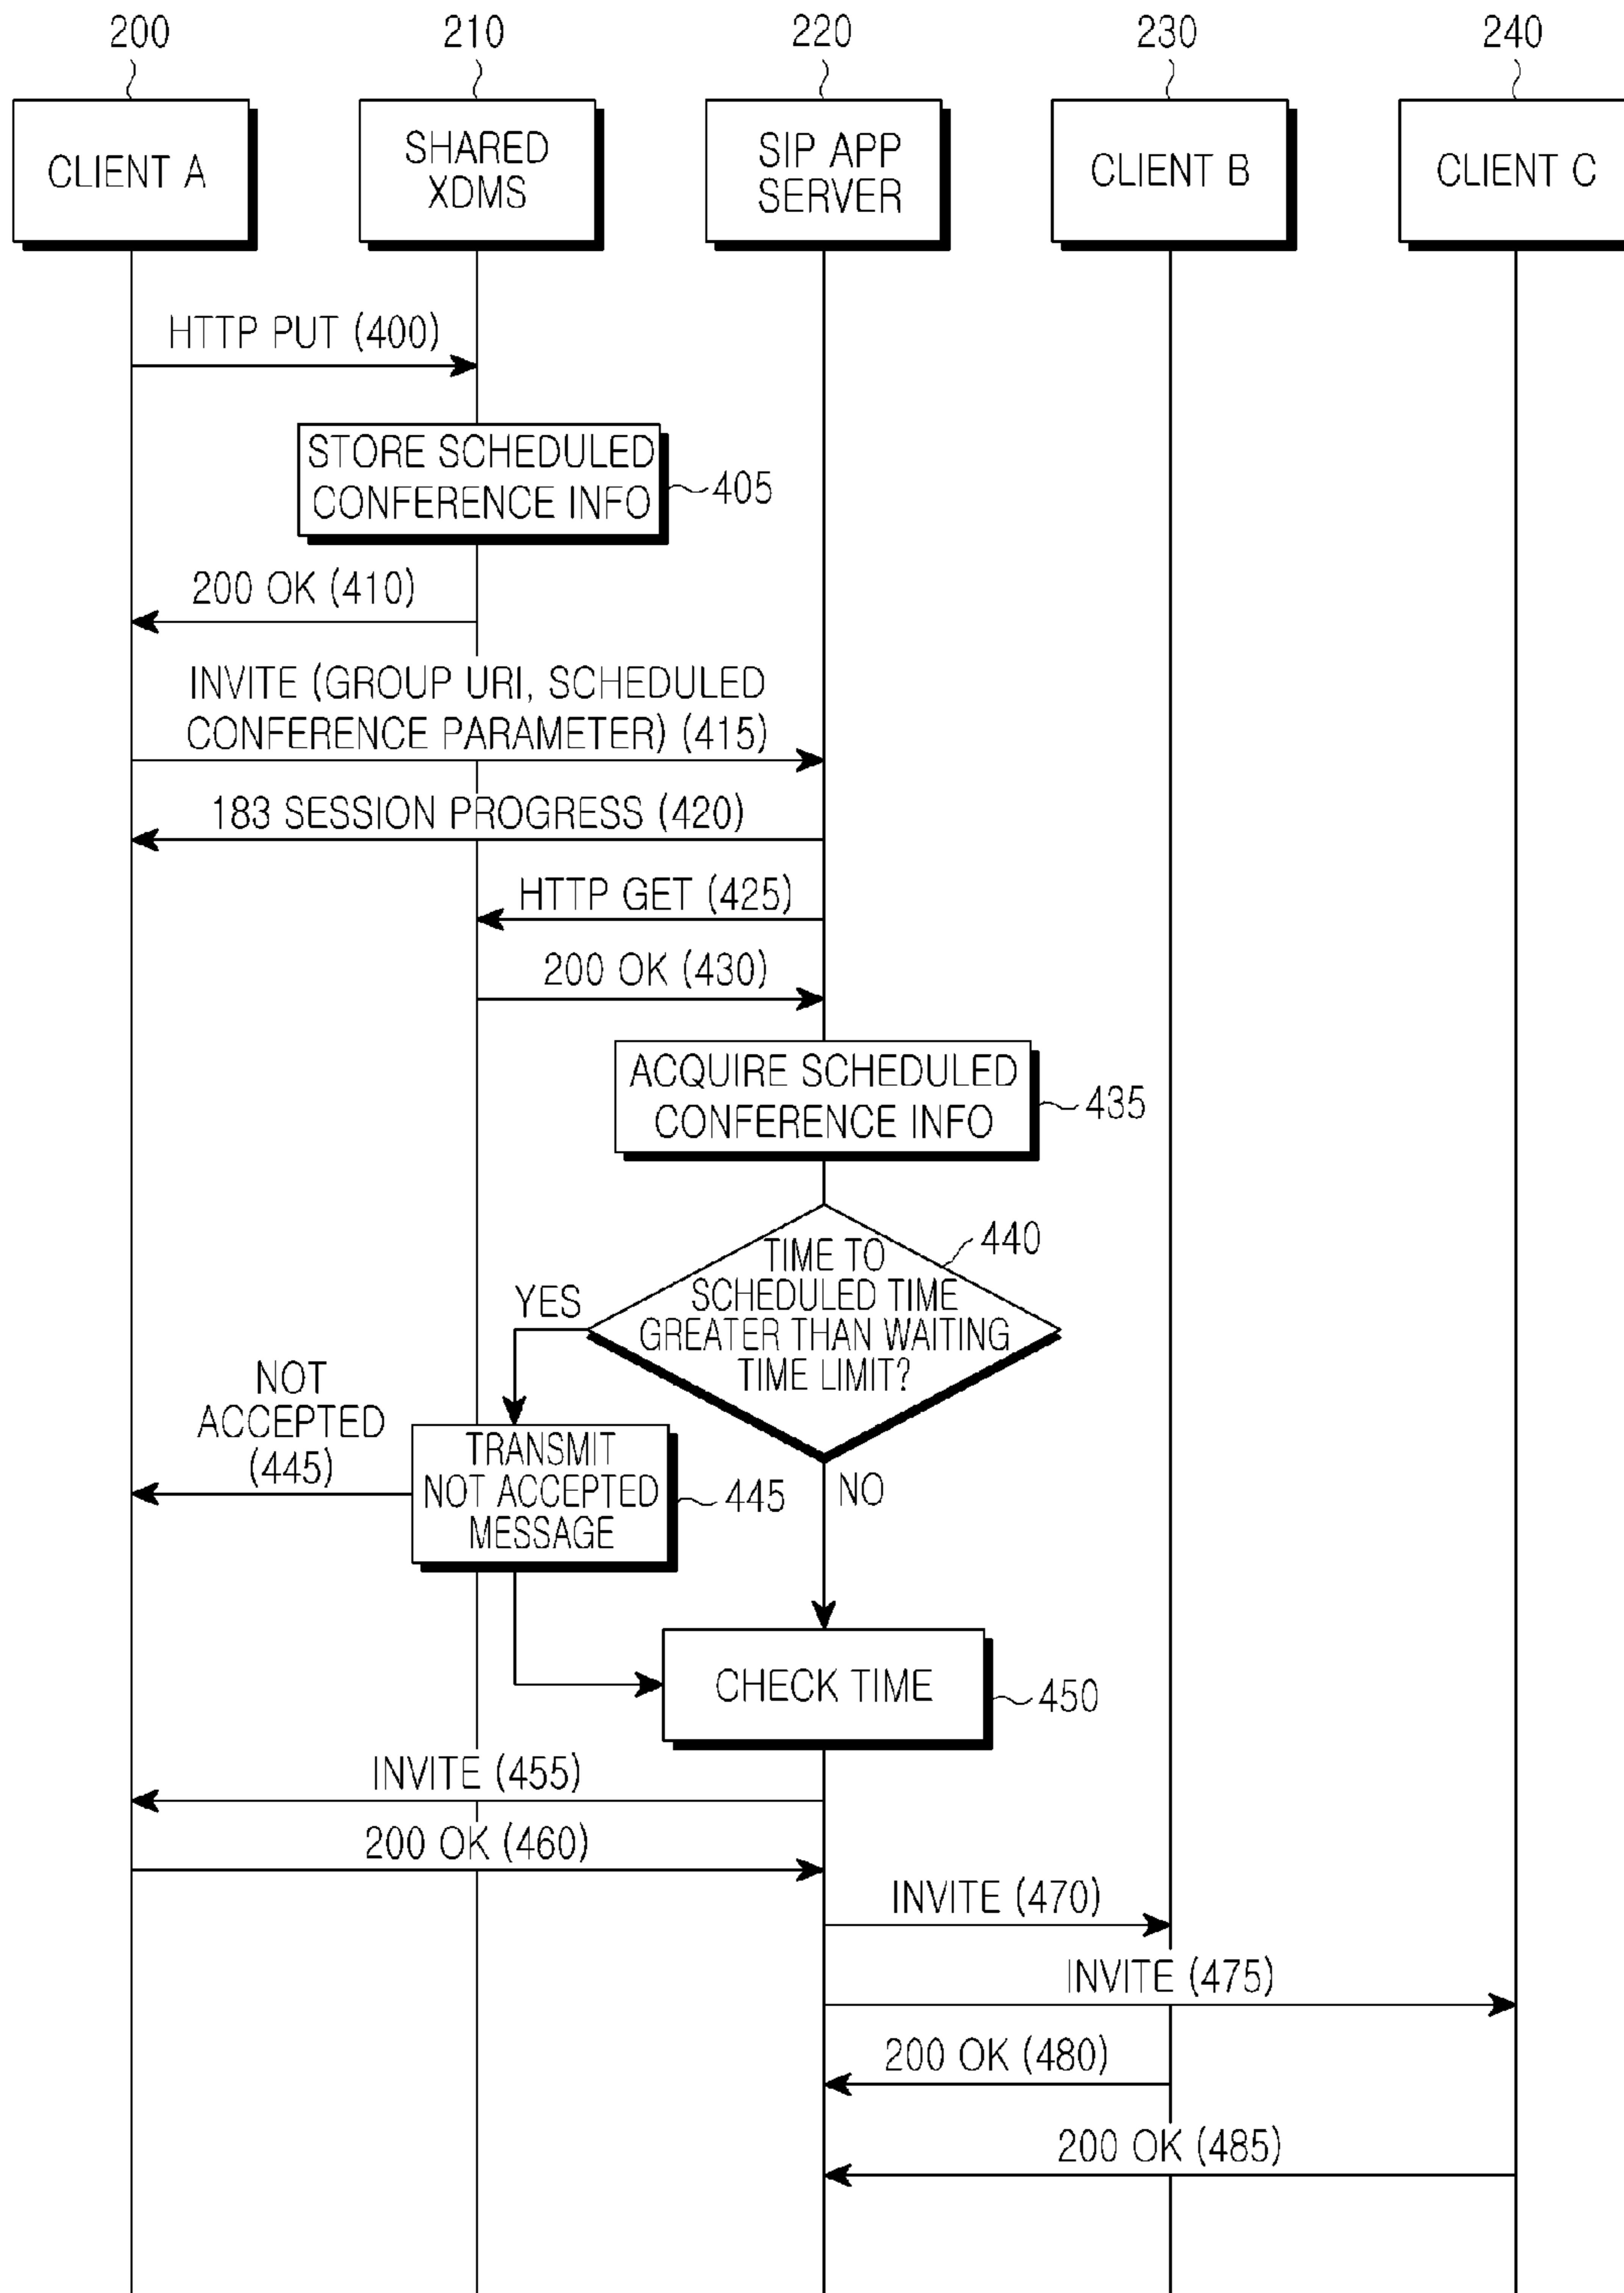 200
210
220
230
240
CLIENT A
SHARED
XDMS
SIP APP
SERVER
CLIENT B
CLIENT C
HTTP PUT (400)
STORE SCHEDULED
CONFERENCE INFO
405
200 OK (410)
INVITE (GROUP URI, SCHEDULED
CONFERENCE PARAMETER) (415)
183 SESSION PROGRESS (420)
HTTP GET (425)
200 OK (430)
ACQUIRE SCHEDULED
CONFERENCE INFO
435
440
TIME TO
SCHEDULED TIME
GREATER THAN WAITING
TIME LIMIT?
YES
NOT
ACCEPTED
(445)
TRANSMIT
NOT ACCEPTED
MESSAGE
445
NO
CHECK TIME
450
INVITE (455)
200 OK (460)
INVITE (470)
INVITE (475)
200 OK (480)
200 OK (485)